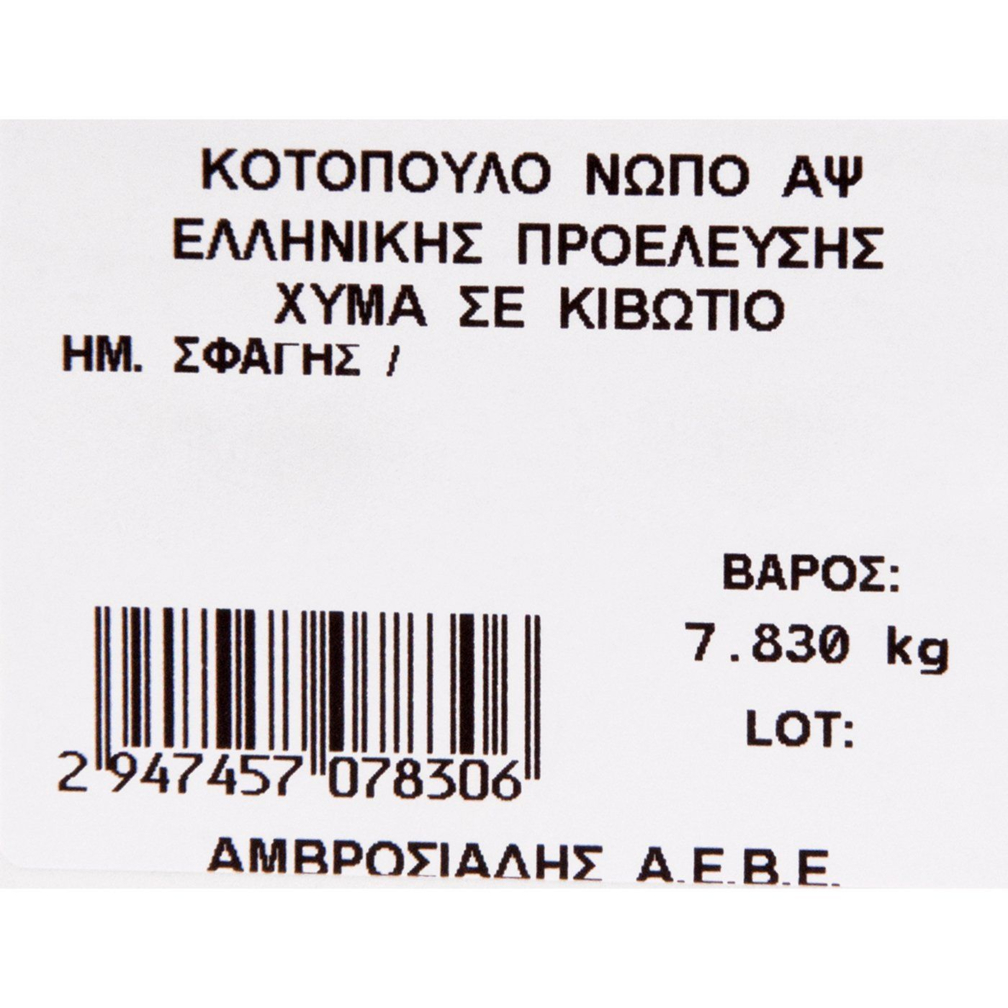 ΚΟΤΟΠΟΥΛΟ ΝΩΠΟ ΑΨ
ΕΛΛΗΝΙΚΗΣ ΠΡΟΕΛΕΥΣΗΣ
ΧΥΜΑ ΣΕ ΚΙΒΩΤΙΟ
ΗΜ. ΣΦΑΓΗΣ /
ΒΑΡΟΣ:
7.830 kg
LOT:
2 947457 078306
ΑΜΒΡΟΣΙΑΔΗΣ Α.Ε.Β.Ε.